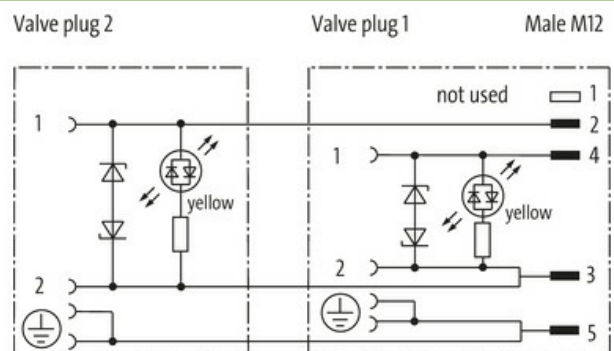 Valve plug 2 Valve plug 1 Male M12
not used 1
1 2
1 4
yellow
yellow
2 3
2
5